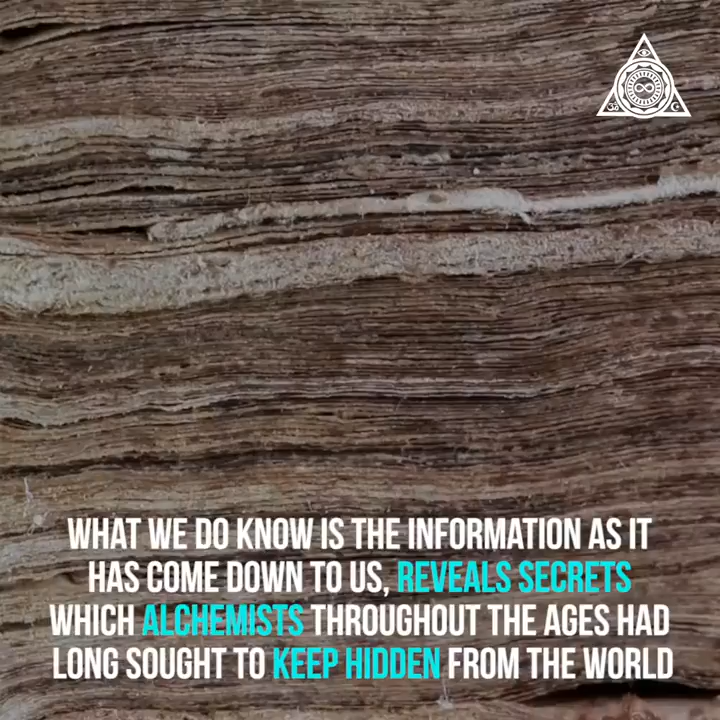 WHAT WE DO KNOW IS THE INFORMATION AS IT
HAS COME DOWN TO US, REVEALS SECRETS
WHICH ALCHEMISTS THROUGHOUT THE AGES HAD
LONG SOUGHT TO KEEP HIDDEN FROM THE WORLD